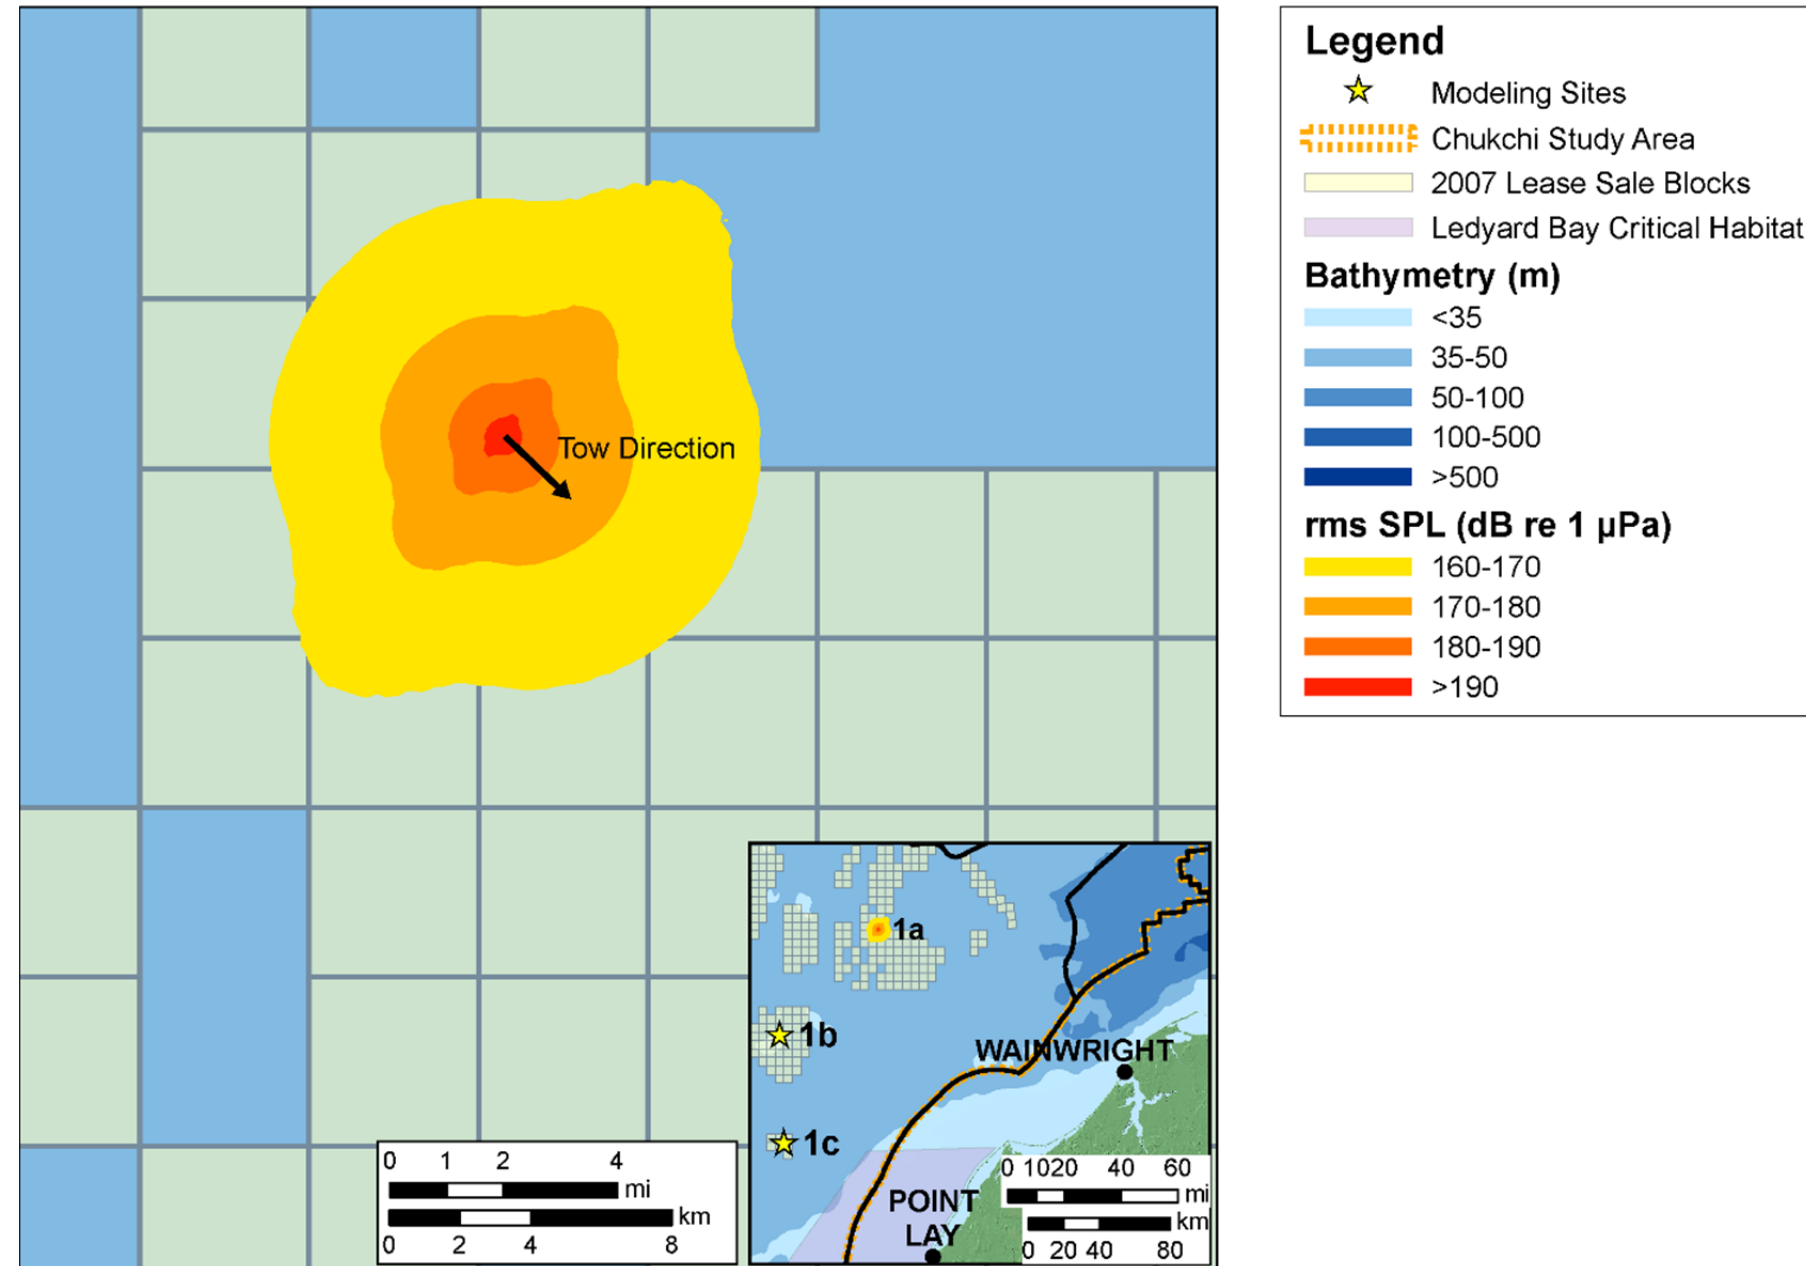 Tow Direction
0 1 2 4
mi
km
0 2 4 8
1a
1b
1c
WAINWRIGHT
POINT
LAY
0 10 20 40 60
mi
km
0 20 40 80
Legend
Modeling Sites
Chukchi Study Area
2007 Lease Sale Blocks
Ledyard Bay Critical Habitat
Bathymetry (m)
<35
35-50
50-100
100-500
>500
rms SPL (dB re 1 µPa)
160-170
170-180
180-190
>190